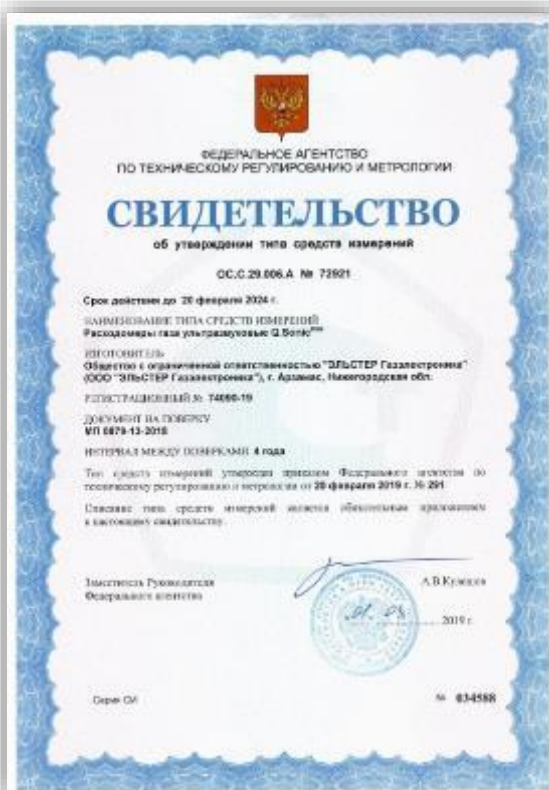 ФЕДЕРАЛЬНОЕ АГЕНТСТВО
ПО ТЕХНИЧЕСКОМУ РЕГУЛИРОВАНИЮ И МЕТРОЛОГИИ
СВИДЕТЕЛЬСТВО
об утверждении типа средств измерений
ОС.С.29.006.А № 72921
Срок действия до 20 февраля 2024 г.
НАИМЕНОВАНИЕ ТИПА СРЕДСТВ ИЗМЕРЕНИЙ
Расходомеры газа ультразвуковые Q.Sonic
ИЗГОТОВИТЕЛЬ
Общество с ограниченной ответственностью "ЭЛЬСТЕР Газэлектроника"
(ООО "ЭЛЬСТЕР Газэлектроника"), г. Арзамас, Нижегородская обл.
РЕГИСТРАЦИОННЫЙ № 74090-19
ДОКУМЕНТ НА ПОВЕРКУ
МП 0879-13-2018
ИНТЕРВАЛ МЕЖДУ ПОВЕРКАМИ 4 года
Тип средств измерений утвержден приказом Федерального агентства по
техническому регулированию и метрологии от 20 февраля 2019 г. № 291
Описание типа средств измерений является обязательным приложением
к настоящему свидетельству.
Заместитель Руководителя
Федерального агентства
А.В.Кулешов
2019 г.
Серия СИ
№ 034588